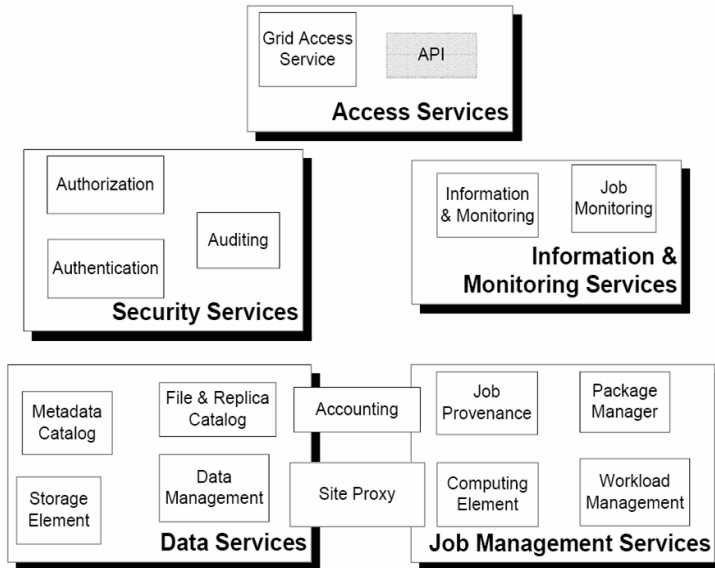 Grid Access
Service
API
Access Services
Authorization
Auditing
Authentication
Security Services
Information
& Monitoring
Job
Monitoring
Information &
Monitoring Services
Metadata
Catalog
File & Replica
Catalog
Storage
Element
Data
Management
Data Services
Accounting
Site Proxy
Job
Provenance
Package
Manager
Computing
Element
Workload
Management
Job Management Services